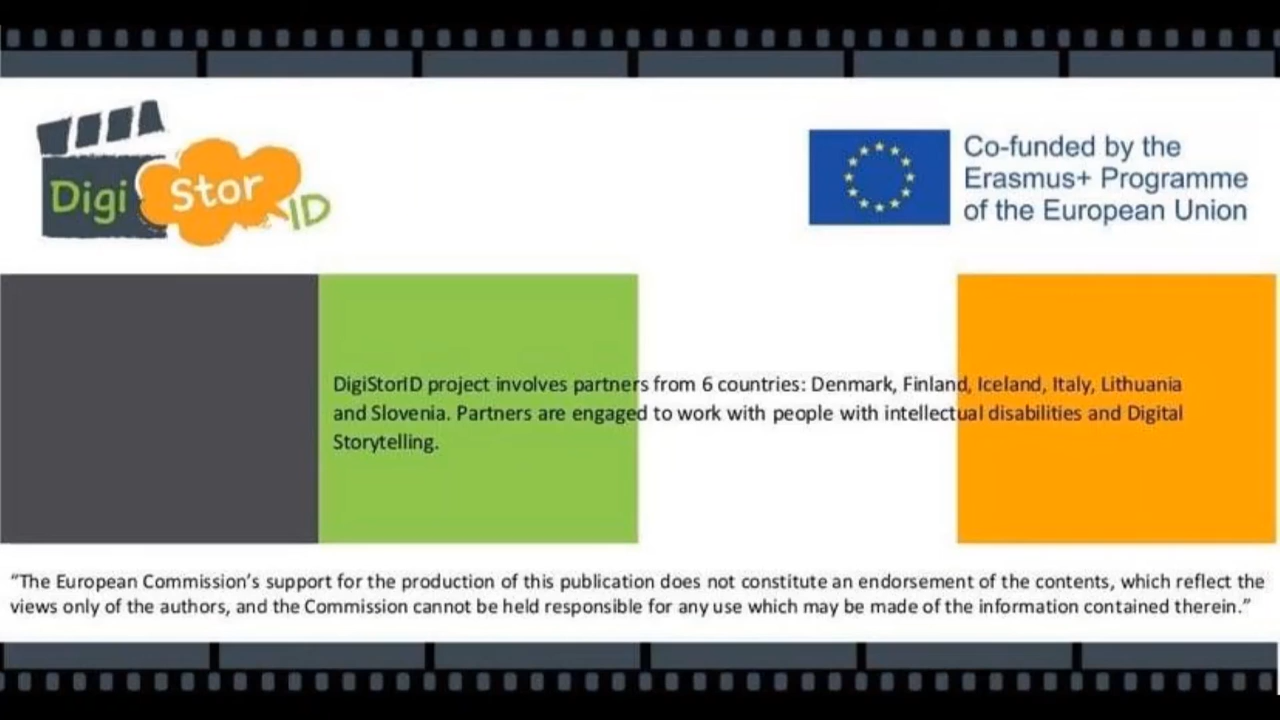 Digi Stor ID
Co-funded by the
Erasmus+ Programme
of the European Union
DigiStorID project involves partners from 6 countries: Denmark, Finland, Iceland, Italy, Lithuania
and Slovenia. Partners are engaged to work with people with intellectual disabilities and Digital
Storytelling.
“The European Commission’s support for the production of this publication does not constitute an endorsement of the contents, which reflect the
views only of the authors, and the Commission cannot be held responsible for any use which may be made of the information contained therein.”